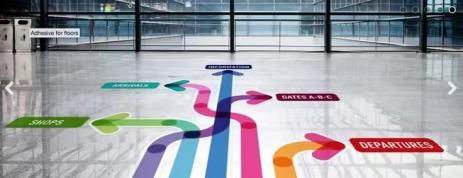 Adhesive for floors
INFORMATION
ARRIVALS
GATES A-B-C
SHOPS
DEPARTURES